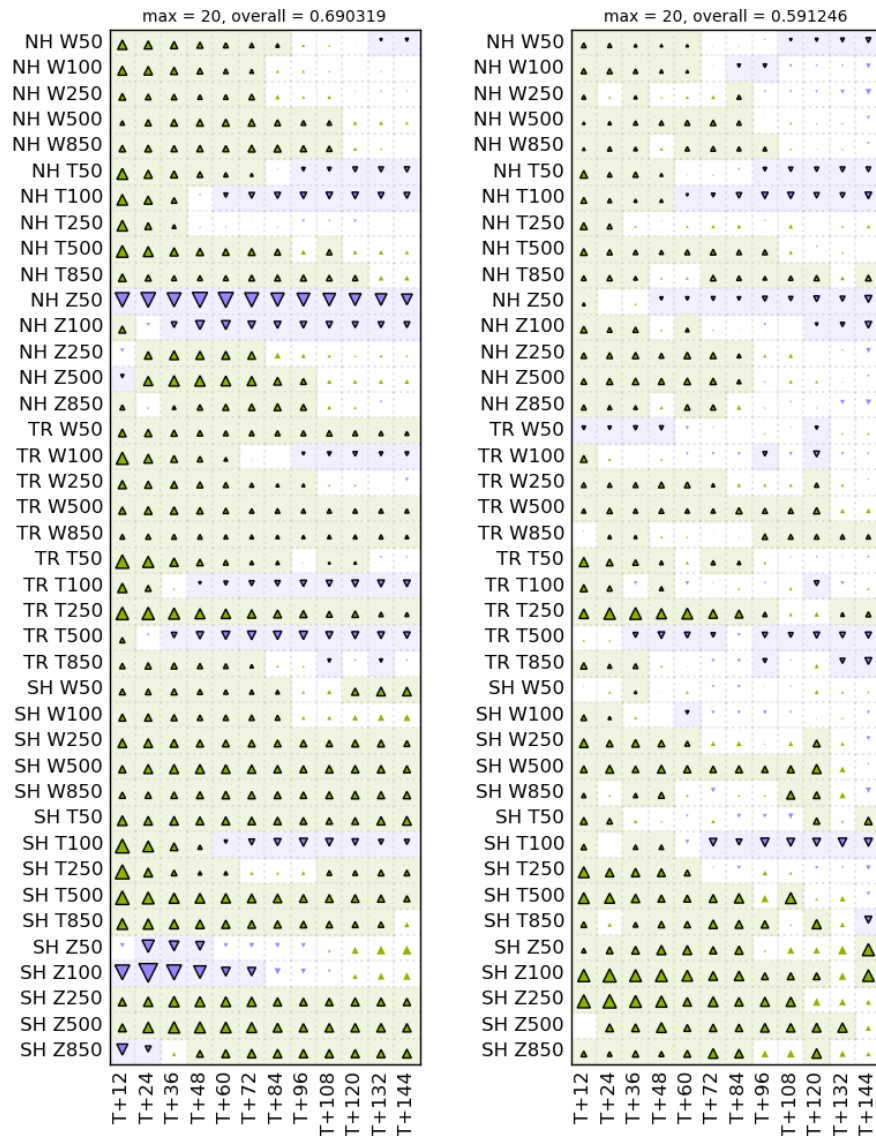 max = 20, overall = 0.690319
NH W50
NH W100
NH W250
NH W500
NH W850
NH T50
NH T100
NH T250
NH T500
NH T850
NH Z50
NH Z100
NH Z250
NH Z500
NH Z850
TR W50
TR W100
TR W250
TR W500
TR W850
TR T50
TR T100
TR T250
TR T500
TR T850
SH W50
SH W100
SH W250
SH W500
SH W850
SH T50
SH T100
SH T250
SH T500
SH T850
SH Z50
SH Z100
SH Z250
SH Z500
SH Z850
T+12
T+24
T+36
T+48
T+60
T+72
T+84
T+96
T+108
T+120
T+132
T+144
max = 20, overall = 0.591246
NH W50
NH W100
NH W250
NH W500
NH W850
NH T50
NH T100
NH T250
NH T500
NH T850
NH Z50
NH Z100
NH Z250
NH Z500
NH Z850
TR W50
TR W100
TR W250
TR W500
TR W850
TR T50
TR T100
TR T250
TR T500
TR T850
SH W50
SH W100
SH W250
SH W500
SH W850
SH T50
SH T100
SH T250
SH T500
SH T850
SH Z50
SH Z100
SH Z250
SH Z500
SH Z850
T+12
T+24
T+36
T+48
T+60
T+72
T+84
T+96
T+108
T+120
T+132
T+144